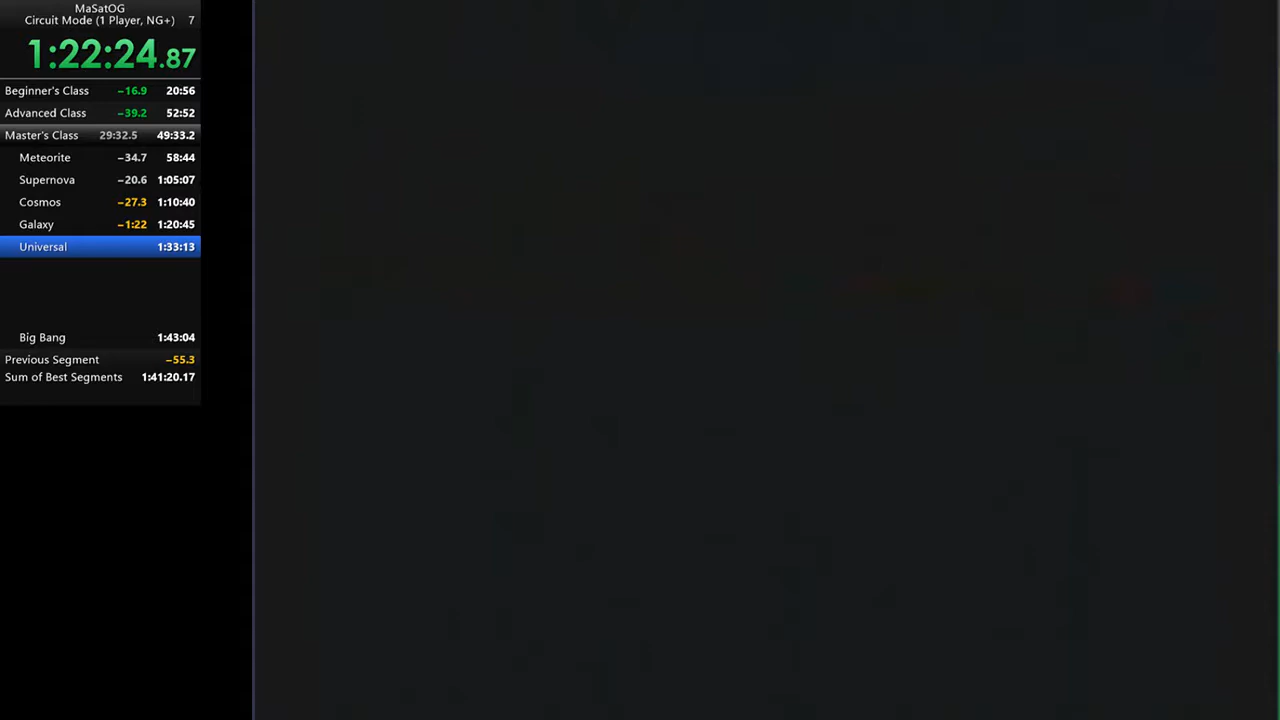 MaSatOG
Circuit Mode (1 Player, NG+) 7
1:22:24.87
Beginner's Class −16.9 20:56
Advanced Class −39.2 52:52
Master's Class 29:32.5 49:33.2
Meteorite −34.7 58:44
Supernova −20.6 1:05:07
Cosmos −27.3 1:10:40
Galaxy −1:22 1:20:45
Universal 1:33:13
Big Bang 1:43:04
Previous Segment −55.3
Sum of Best Segments 1:41:20.17